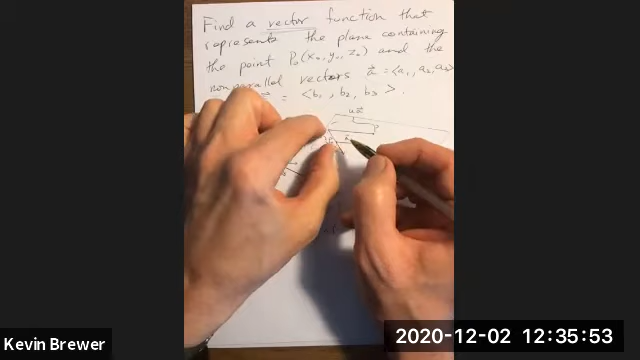 Find a vector function that
represents the plane containing
the point P₀(x₀, y₀, z₀) and the
nonparallel vectors a⃗ = <a₁, a₂, a₃>
= <b₁, b₂, b₃>.
ua⃗
Kevin Brewer
2020-12-02 12:35:53